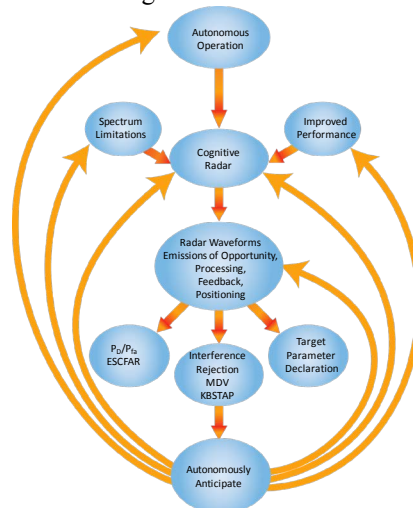 Autonomous
Operation
Spectrum
Limitations
Improved
Performance
Cognitive
Radar
Radar Waveforms
Emissions of Opportunity,
Processing,
Feedback,
Positioning
PD/Pfa
ESCFAR
Interference
Rejection
MDV
KBSTAP
Target
Parameter
Declaration
Autonomously
Anticipate